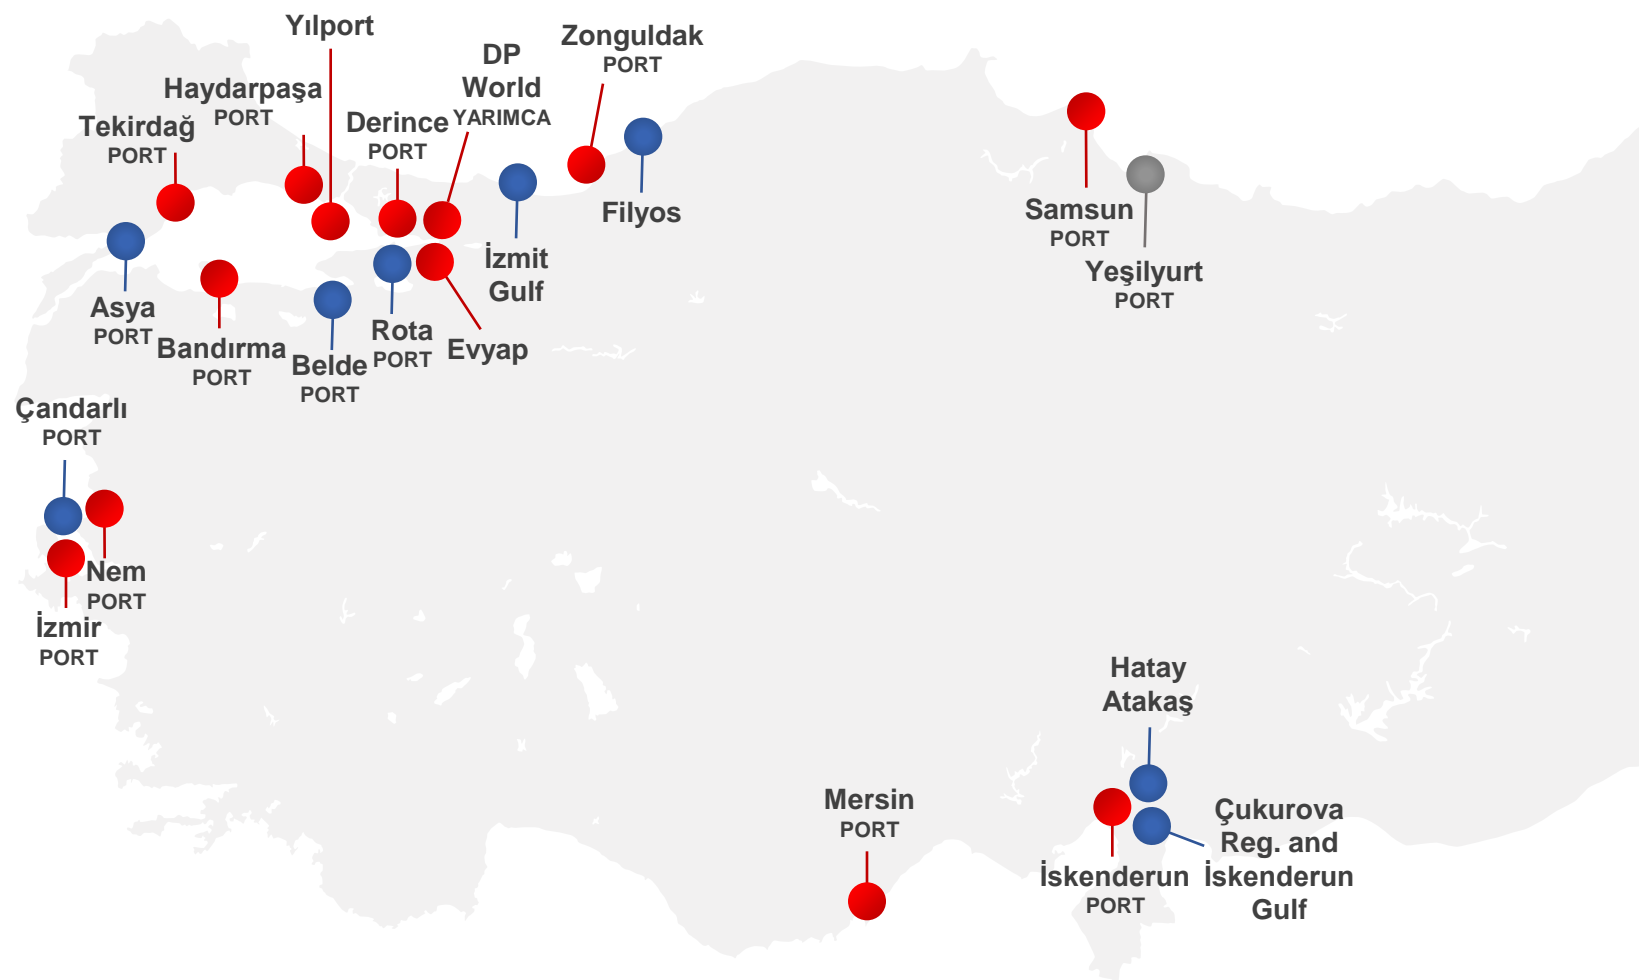 Yılport
DP
World
YARIMCA
Zonguldak
PORT
Haydarpaşa
PORT
Tekirdağ
PORT
Derince
PORT
Filyos
Samsun
PORT
İzmit
Gulf
Yeşilyurt
PORT
Asya
PORT
Bandırma
PORT
Belde
PORT
Rota
PORT
Evyap
Çandarlı
PORT
Nem
PORT
İzmir
PORT
Hatay
Atakaş
Mersin
PORT
Çukurova
Reg. and
İskenderun
Gulf
İskenderun
PORT